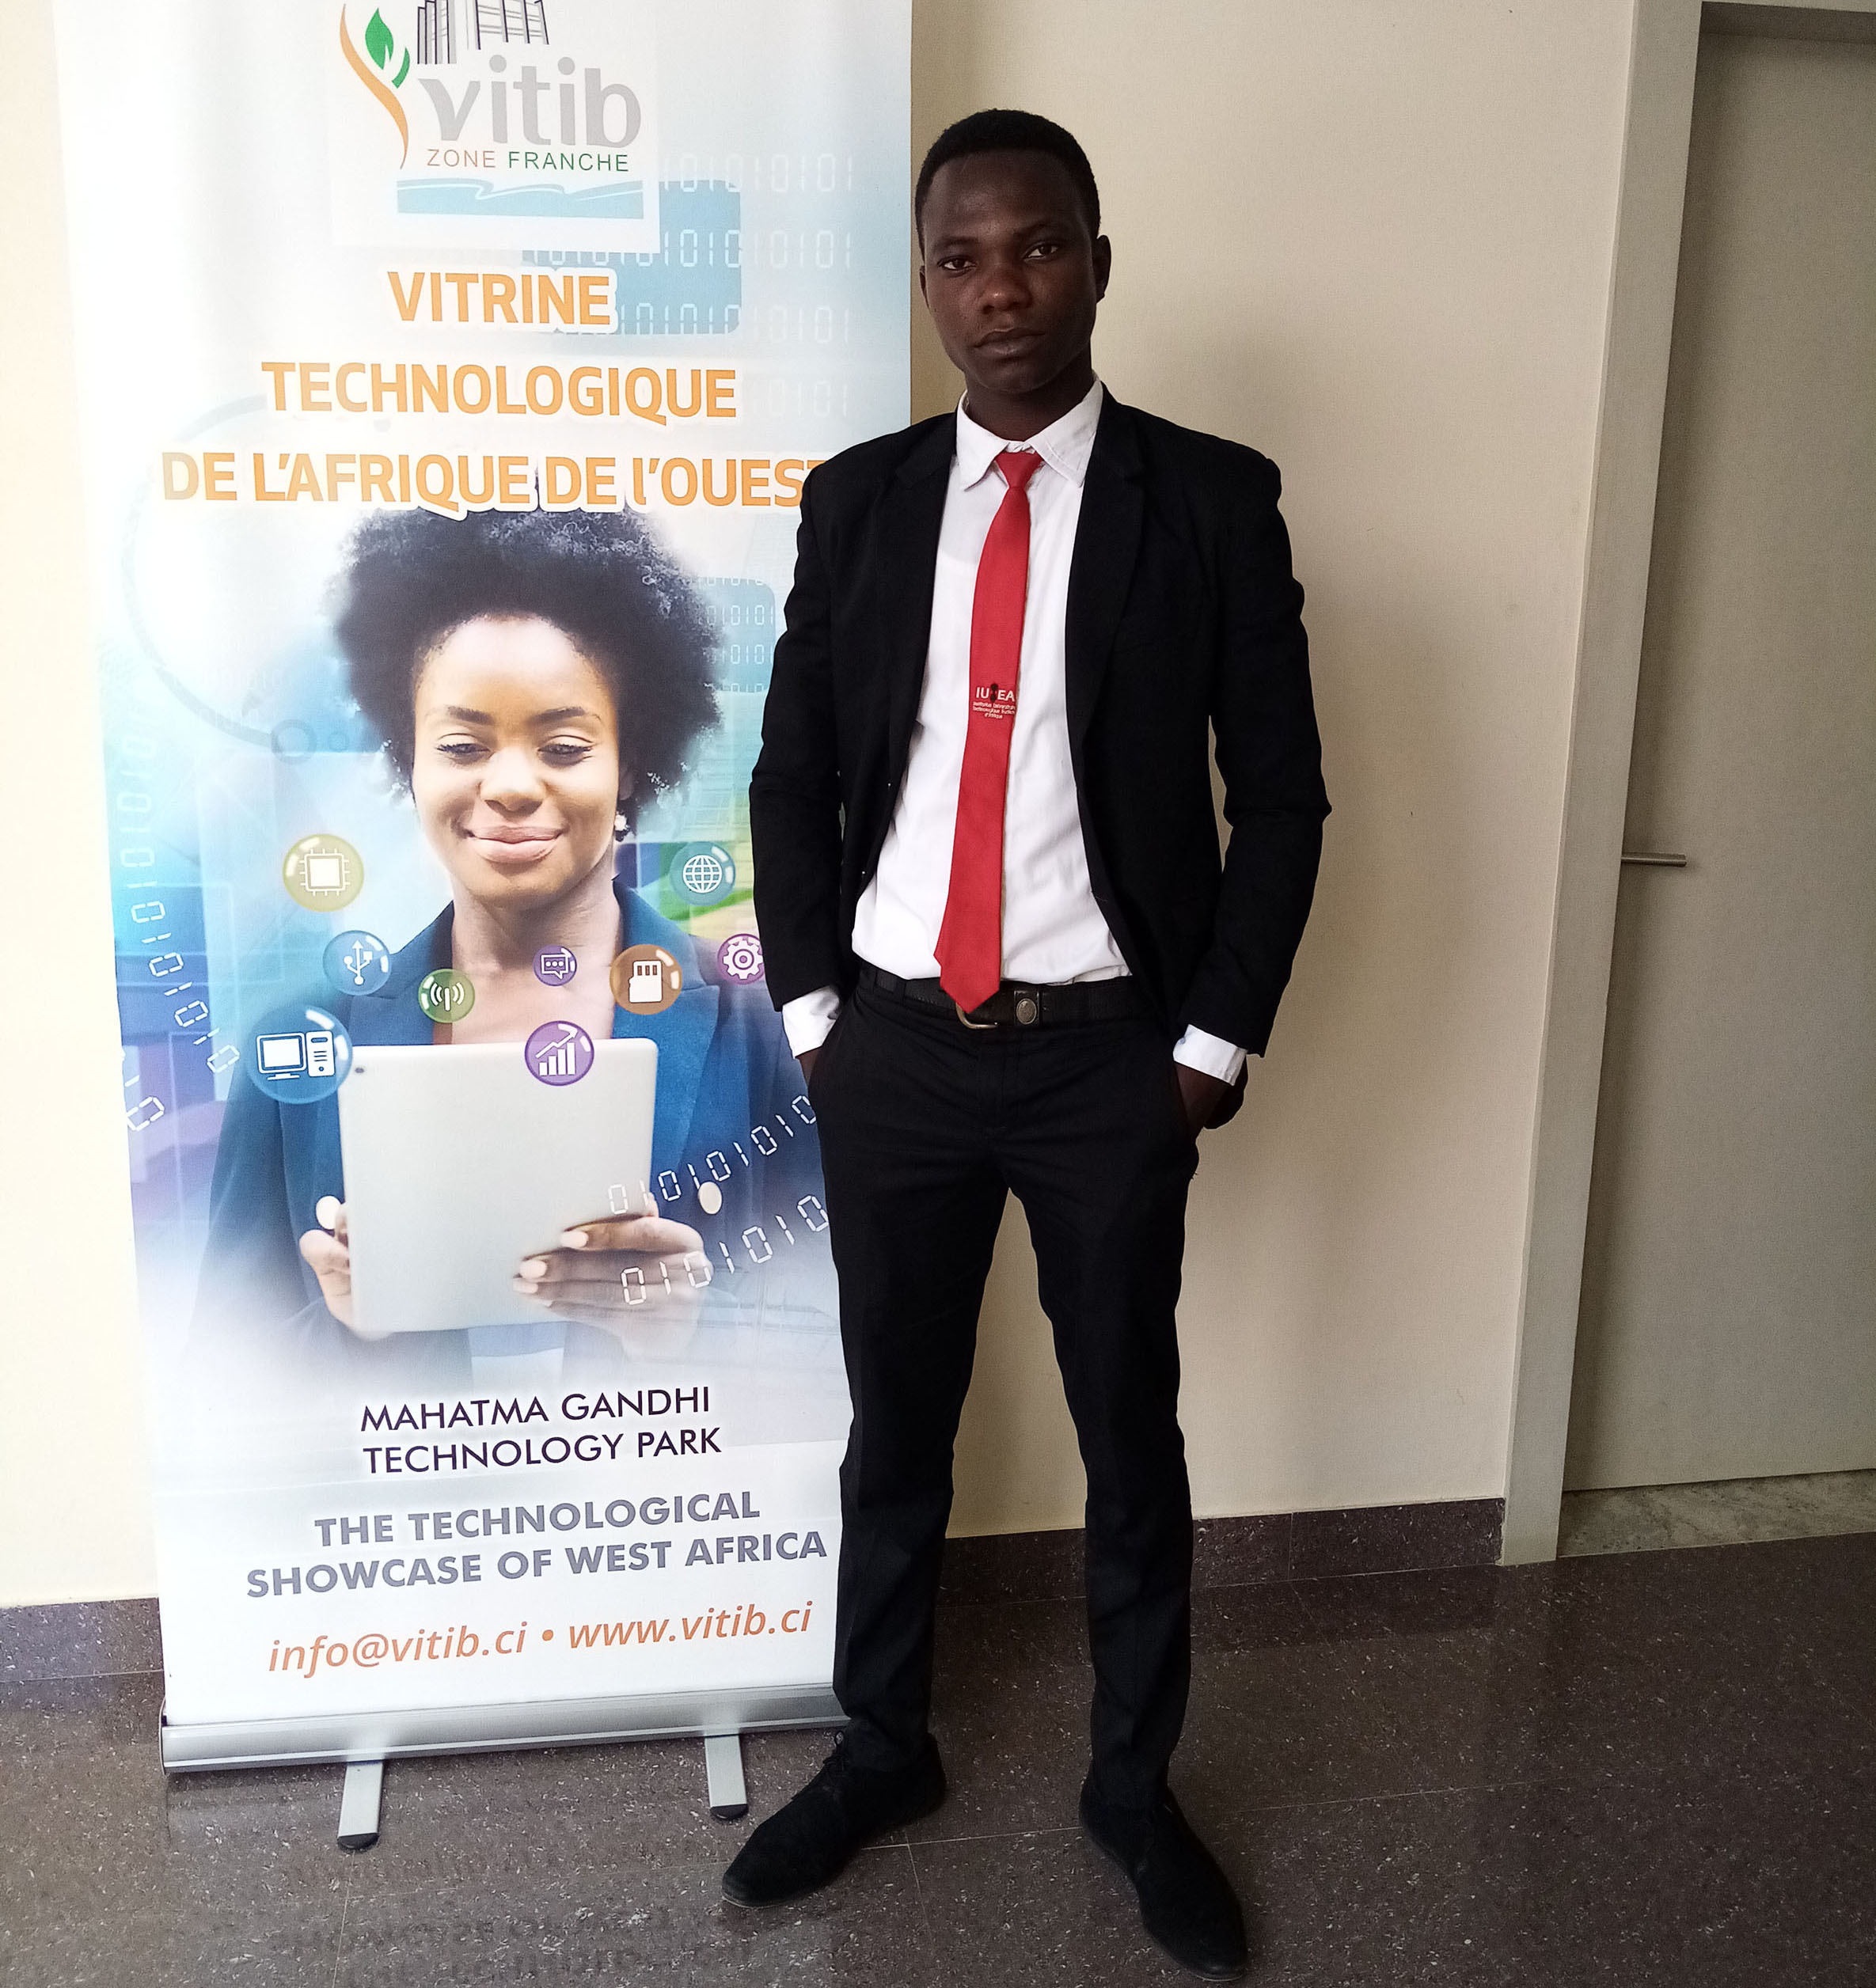 vitib
ZONE FRANCHE
VITRINE
TECHNOLOGIQUE
DE L'AFRIQUE DE l'OUEST
MAHATMA GANDHI
TECHNOLOGY PARK
THE TECHNOLOGICAL
SHOWCASE OF WEST AFRICA
info@vitib.ci • www.vitib.ci